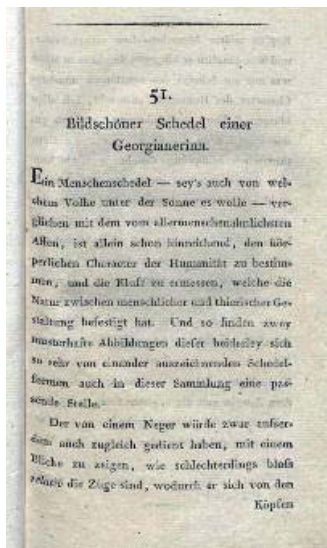 51.
Bildschöner Schedel einer
Georgianerinn.
Ein Menschenschedel — sey's auch von wel-
chem Volke unter der Sonne es wolle — ver-
glichen mit dem vom allermenschenähnlichsten
Affen, ist allein schon hinreichend, den kör-
perlichen Character der Humanität zu bestim-
men, und die Kluft zu ermessen, welche die
Natur zwischen menschlicher und thierischer Ge-
staltung befestigt hat. Und so finden zwey
musterhafte Abbildungen dieser beiderley sich
so sehr von einander auszeichnenden Schedel-
formen auch in dieser Sammlung eine pas-
sende Stelle.
Der von einem Neger würde zwar ausser-
dem auch zugleich gedient haben, mit einem
Blicke zu zeigen, wie schlechterdings bloss
relativ die Züge sind, wodurch er sich von den
Köpfen